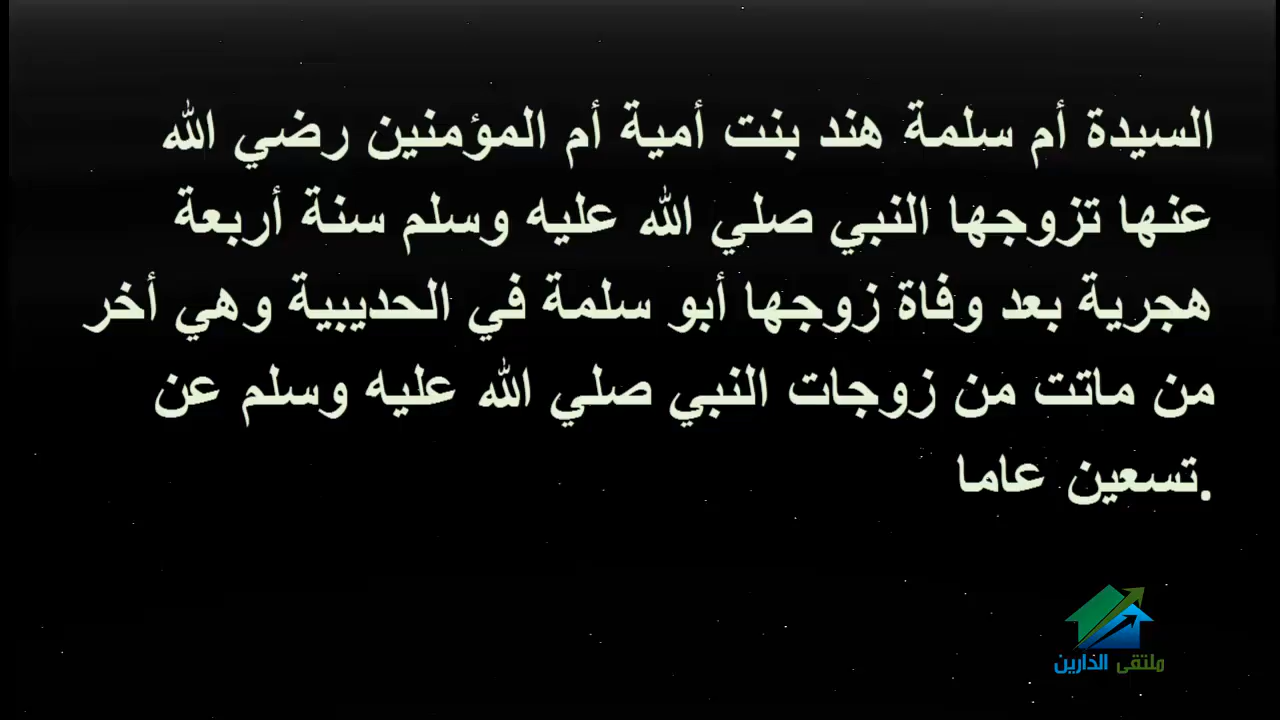 السيدة أم سلمة هند بنت أمية أم المؤمنين رضي الله
عنها تزوجها النبي صلي الله عليه وسلم سنة أربعة
هجرية بعد وفاة زوجها أبو سلمة في الحديبية وهي أخر
من ماتت من زوجات النبي صلي الله عليه وسلم عن
.تسعين عاما
ملتقى الدارين